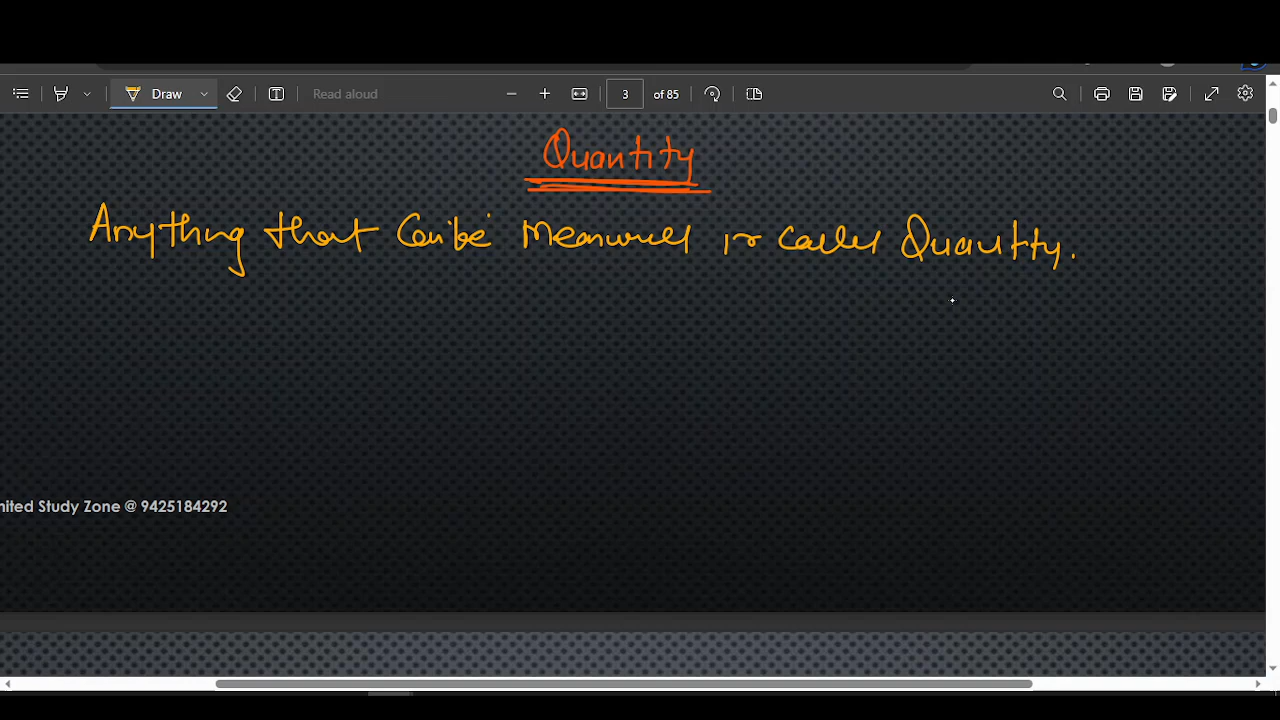 Draw
Read aloud
3 of 85
Quantity
Anything that can be Measured is called Quantity.
nited Study Zone @ 9425184292